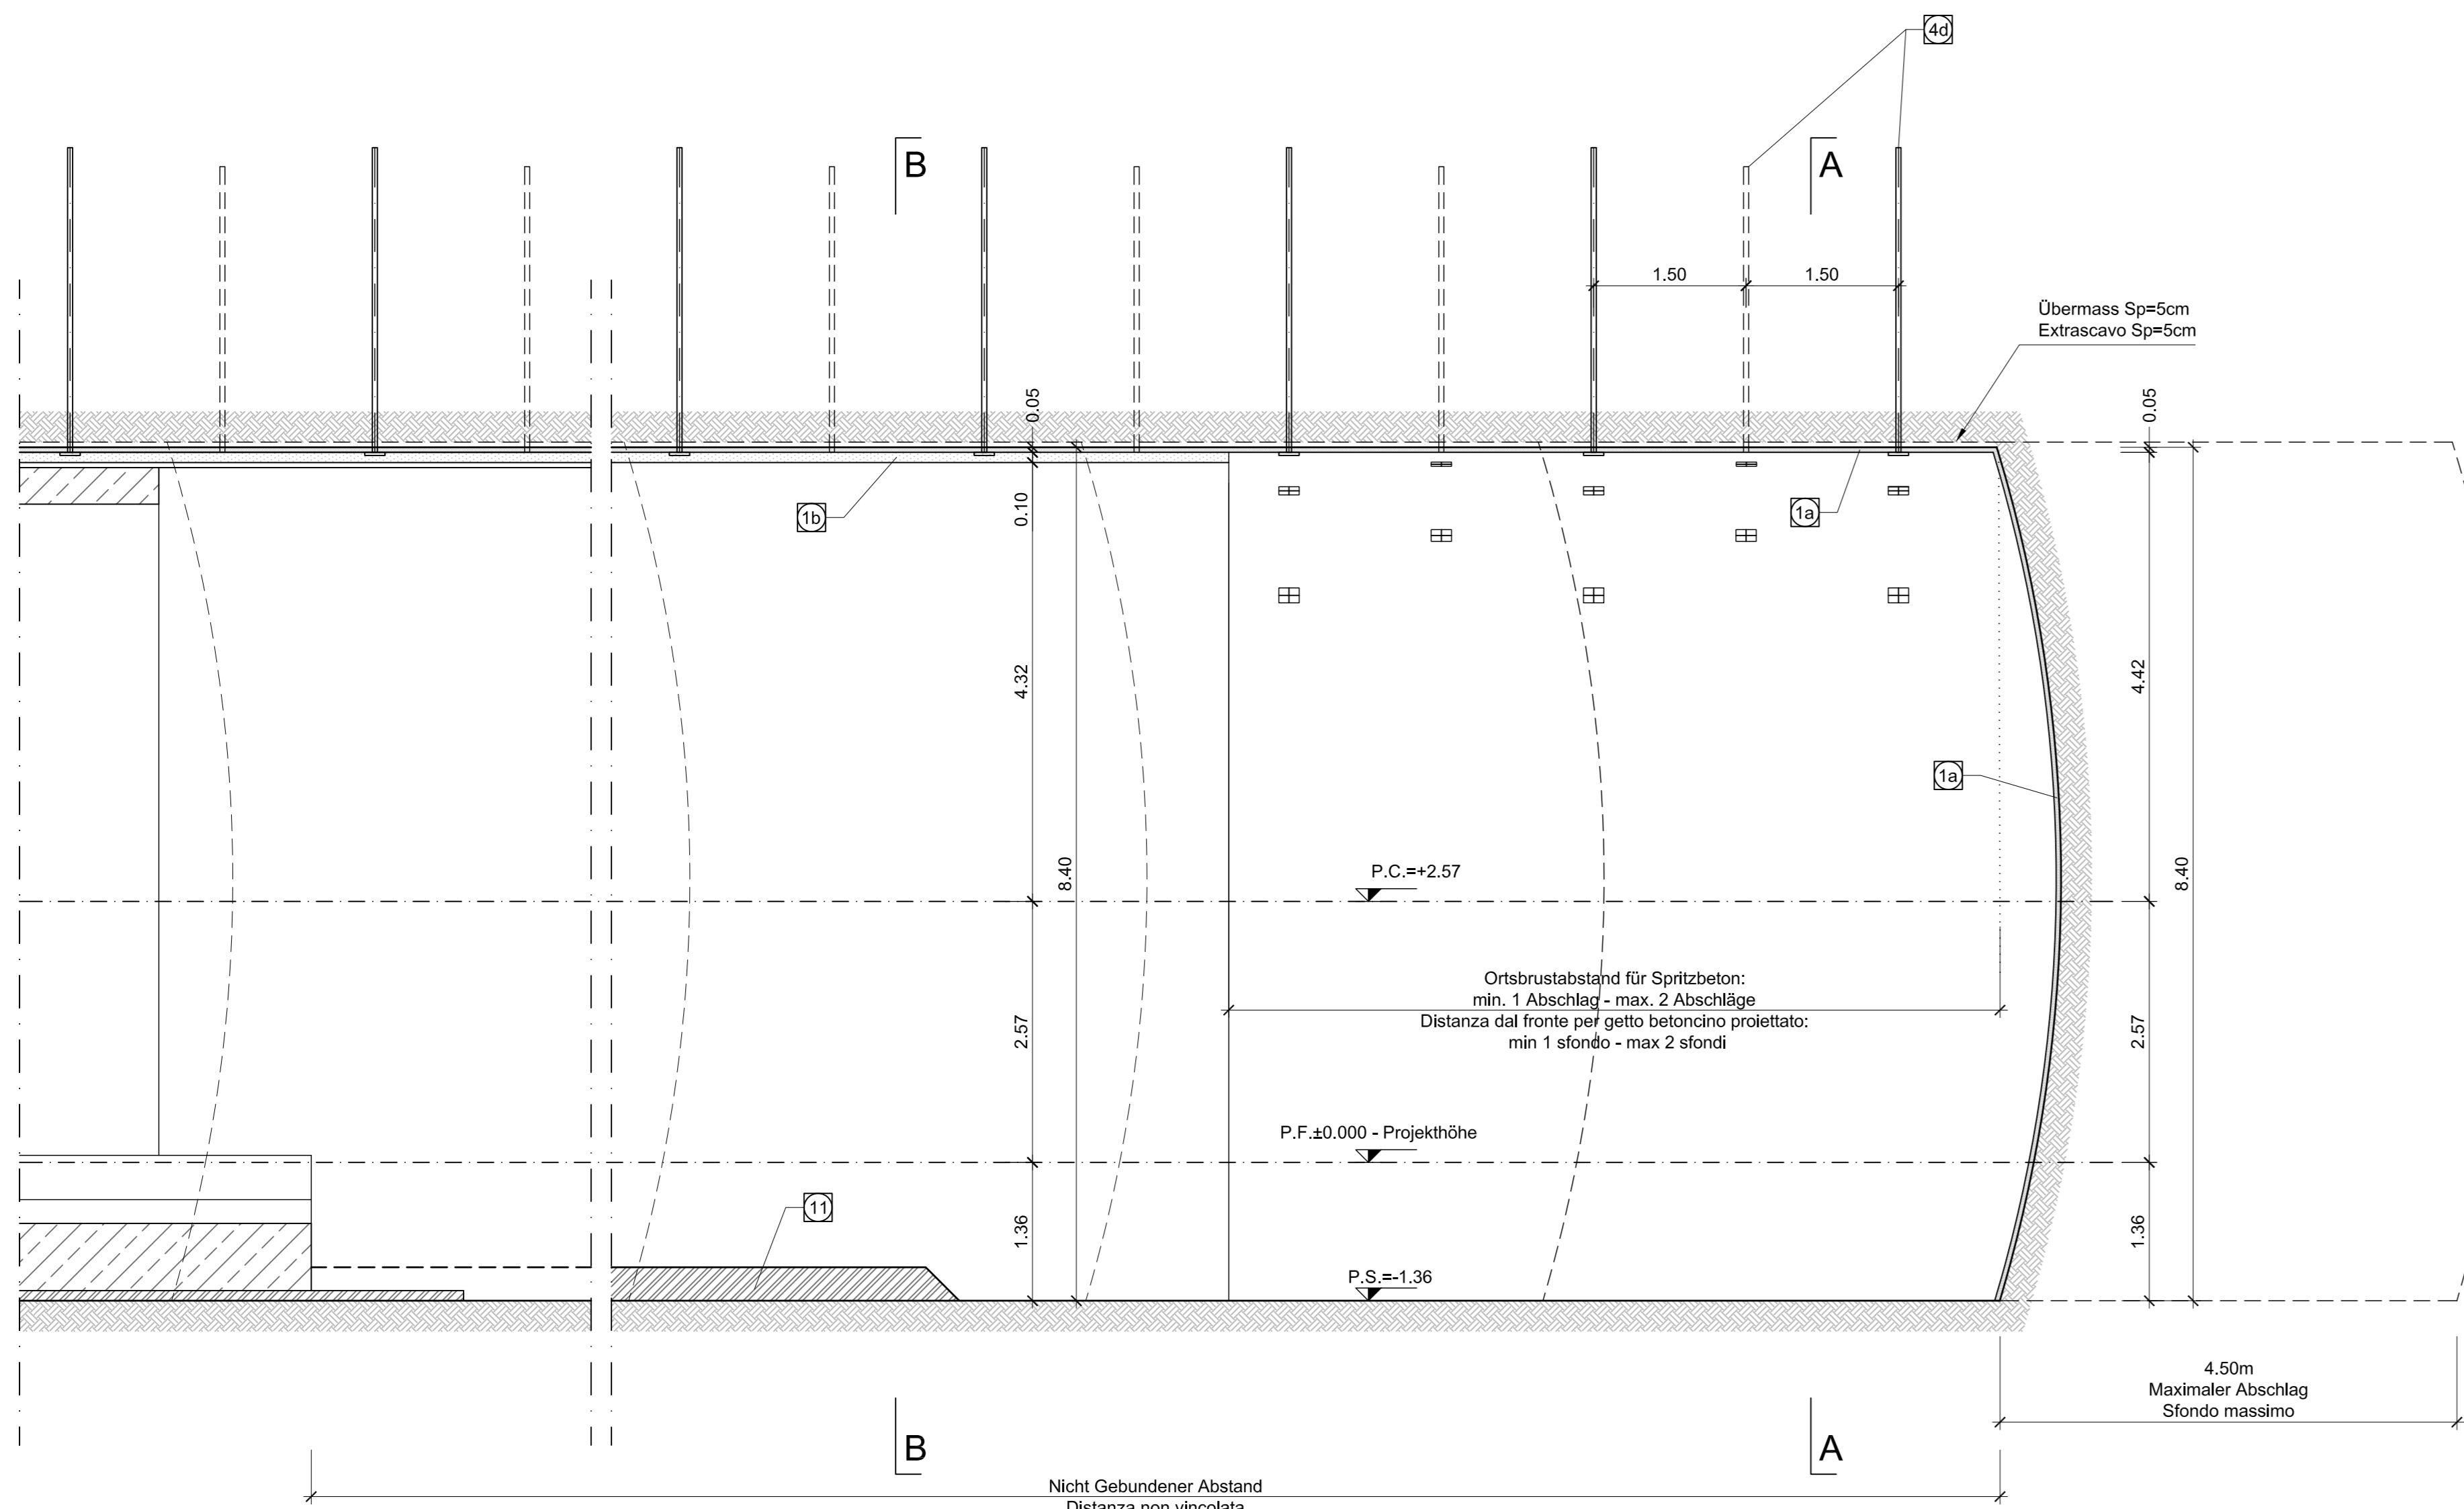 4d
B
A
1.50
1.50
Übermass Sp=5cm
Extrascavo Sp=5cm
0.05
0.05
0.10
1b
1a
4.32
4.42
1a
8.40
P.C.=+2.57
8.40
Ortsbrustabstand für Spritzbeton:
min. 1 Abschlag - max. 2 Abschläge
Distanza dal fronte per getto betoncino proiettato:
min 1 sfondo - max 2 sfondi
2.57
2.57
P.F.±0.000 - Projekthöhe
11
1.36
1.36
P.S.=-1.36
4.50m
Maximaler Abschlag
Sfondo massimo
B
A
Nicht Gebundener Abstand
Distanza non vincolata